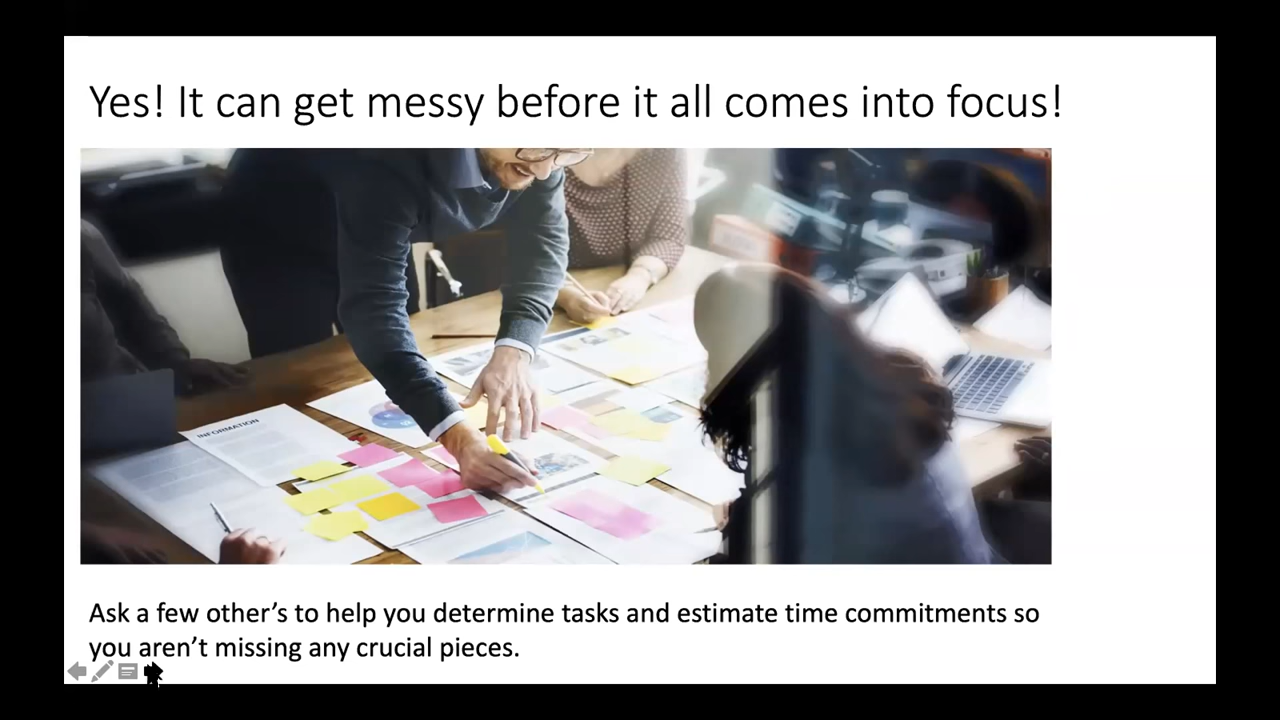 Yes! It can get messy before it all comes into focus!
INFORMATION
Ask a few other’s to help you determine tasks and estimate time commitments so
you aren’t missing any crucial pieces.